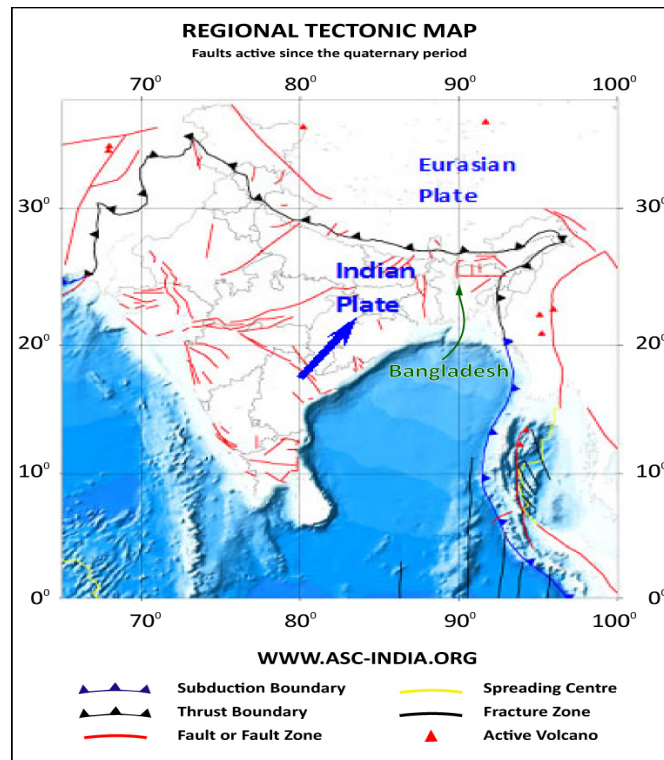 REGIONAL TECTONIC MAP
Faults active since the quaternary period
70⁰ 80⁰ 90⁰ 100⁰
Eurasian
Plate
30⁰ 30⁰
Indian
Plate
20⁰ 20⁰
Bangladesh
10⁰ 10⁰
0⁰ 0⁰
70⁰ 80⁰ 90⁰ 100⁰
WWW.ASC-INDIA.ORG
Subduction Boundary Spreading Centre
Thrust Boundary Fracture Zone
Fault or Fault Zone Active Volcano